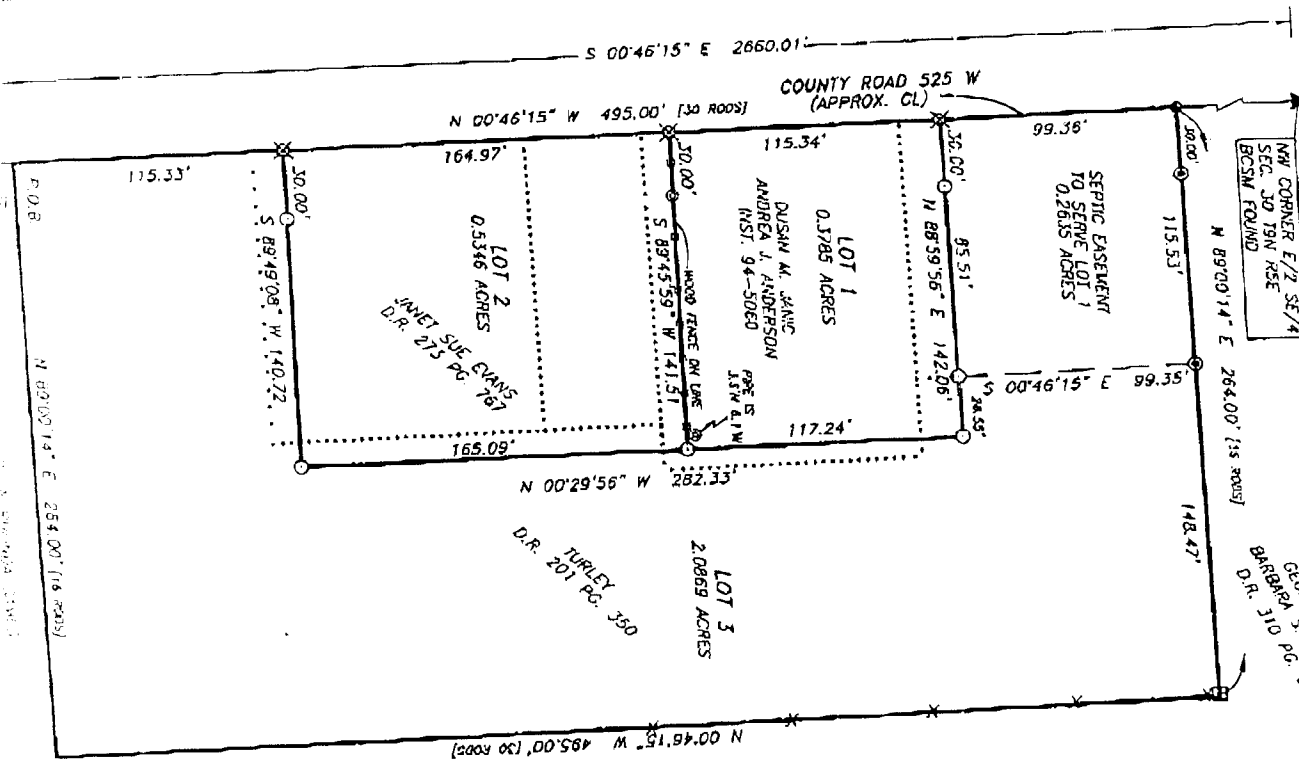 S 00°46'15" E 2660.01'
COUNTY ROAD 525 W
(APPROX. CL)
N 00°46'15" W 495.00' [30 RODS]
115.33'
164.97'
115.34'
99.36'
30.00'
30.00'
30.00'
30.00'
NW CORNER E/2 SE/4
SEC. 30 T9N R5E
BCSM FOUND
P.O.B
S 89°49'08" W 140.72
LOT 2
0.5346 ACRES
JANET SUE EVANS
D.R. 273 PG. 767
S 89°45'59" W 141.51
WOOD FENCE ON LINE
LOT 1
0.3785 ACRES
DUSAN M. JANIC
ANDREA J. ANDERSON
INST. 94-5060
PIPE IS
85.51'
N 88°59'56" E 142.06'
28.55'
SEPTIC EASEMENT
TO SERVE LOT 1
0.2635 ACRES
115.53'
N 89°00'14" E 264.00' [16 RODS]
S 00°46'15" E 99.35'
148.47'
165.09'
117.24'
N 00°29'56" W 282.33'
N 89°00'14" E 264.00' [16 RODS]
TURLEY
D.R. 201 PG. 350
LOT 3
2.0869 ACRES
BARBARA
D.R. 310 PG.
N 00°46'15" W 495.00' [30 RODS]